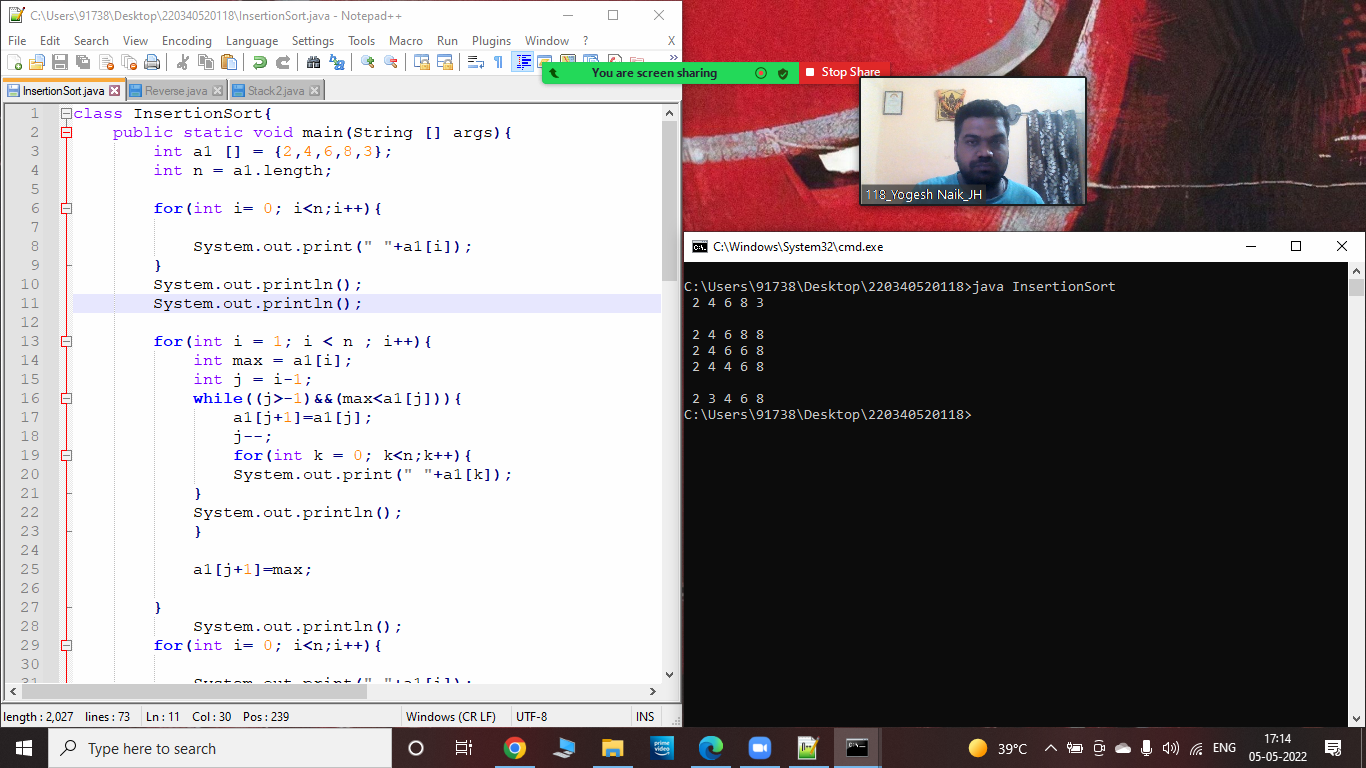 C:\Users\91738\Desktop\220340520118\InsertionSort.java - Notepad++
File Edit Search View Encoding Language Settings Tools Macro Run Plugins Window ? X
You are screen sharing Stop Share
InsertionSort.java Reverse.java Stack2.java
1 class InsertionSort{
2 public static void main(String [] args){
3 int a1 [] = {2,4,6,8,3};
4 int n = a1.length;
5
6 for(int i= 0; i<n;i++){
7
8 System.out.print(" "+a1[i]);
9 }
10 System.out.println();
11 System.out.println();
12
13 for(int i = 1; i < n ; i++){
14 int max = a1[i];
15 int j = i-1;
16 while((j>-1)&&(max<a1[j])){
17 a1[j+1]=a1[j];
18 j--;
19 for(int k = 0; k<n;k++){
20 System.out.print(" "+a1[k]);
21 }
22 System.out.println();
23 }
24
25 a1[j+1]=max;
26
27 }
28 System.out.println();
29 for(int i= 0; i<n;i++){
30
31 System.out.print(" "+a1[i]);
length : 2,027 lines : 73 Ln : 11 Col : 30 Pos : 239 Windows (CR LF) UTF-8 INS
118_Yogesh Naik_JH
C:\Windows\System32\cmd.exe
C:\Users\91738\Desktop\220340520118>java InsertionSort
2 4 6 8 3
2 4 6 8 8
2 4 6 6 8
2 4 4 6 8
2 3 4 6 8
C:\Users\91738\Desktop\220340520118>
Type here to search
prime video
39°C
ENG
17:14
05-05-2022